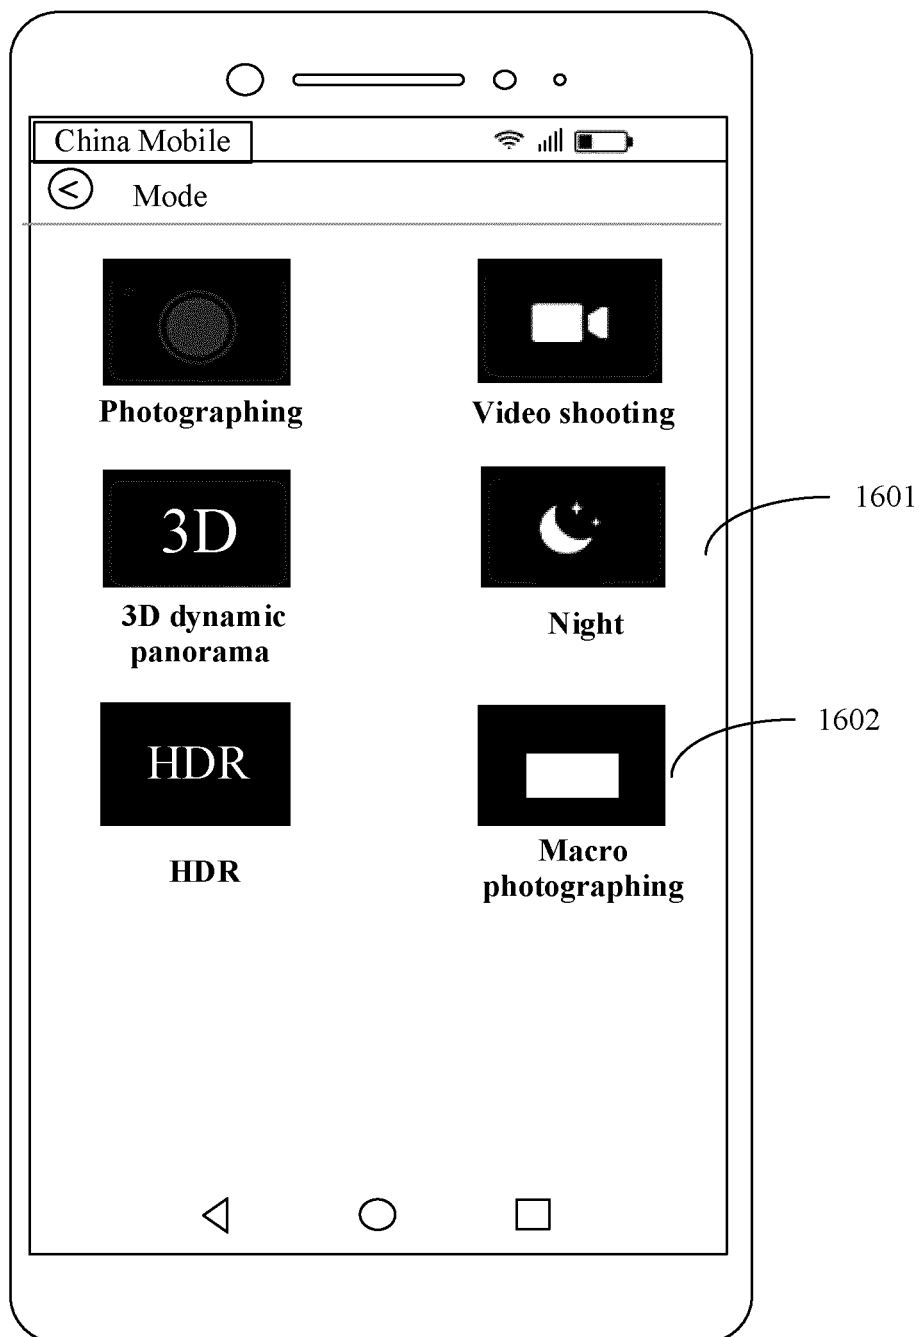 China Mobile
Mode
Photographing
Video shooting
3D
1601
3D dynamic
panorama
Night
HDR
1602
HDR
Macro
photographing